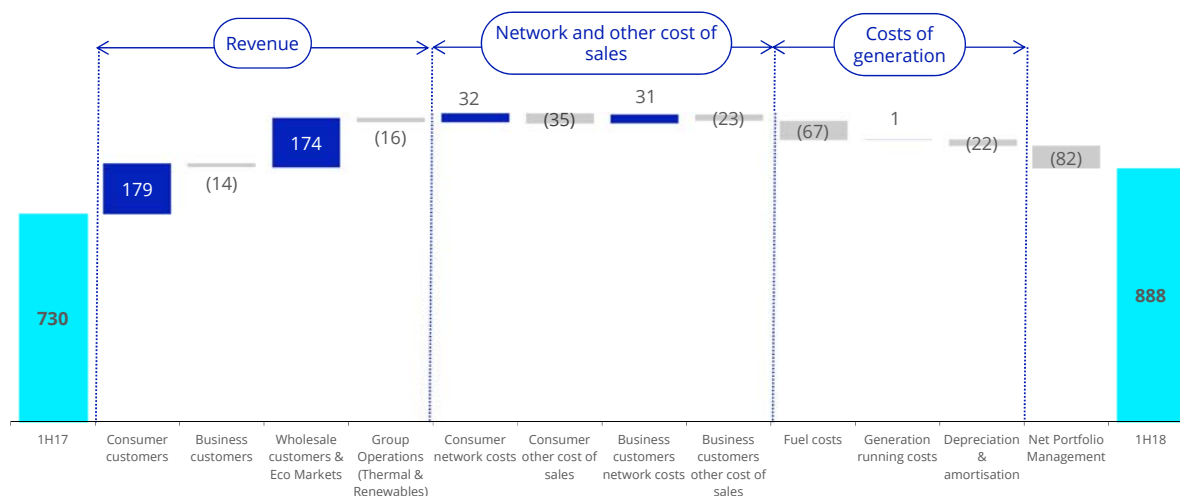 Revenue
Network and other cost of
sales
Costs of
generation
730
179
(14)
174
(16)
32
(35)
31
(23)
(67)
1
(22)
(82)
888
1H17
Consumer
customers
Business
customers
Wholesale
customers &
Eco Markets
Group
Operations
(Thermal &
Renewables)
Consumer
network costs
Consumer
other cost of
sales
Business
customers
network costs
Business
customers
other cost of
sales
Fuel costs
Generation
running costs
Depreciation
&
amortisation
Net Portfolio
Management
1H18